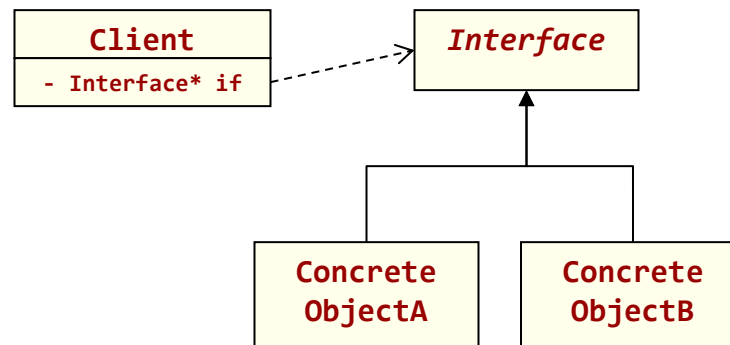 Client
- Interface* if
Interface
Concrete
ObjectA
Concrete
ObjectB